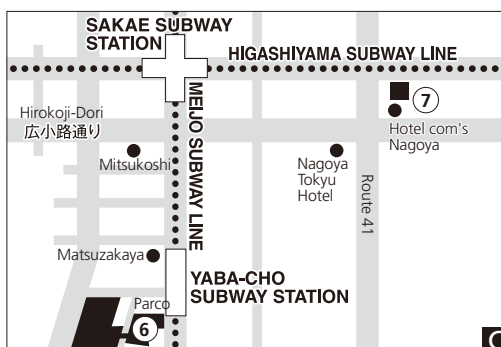 SAKAE SUBWAY
STATION
HIGASHIYAMA SUBWAY LINE
7
Hirokoji-Dori
広小路通り
Hotel com's
Nagoya
MEIJO SUBWAY LINE
Mitsukoshi
Nagoya
Tokyu
Hotel
Route 41
Matsuzakaya
YABA-CHO
SUBWAY STATION
Parco
6